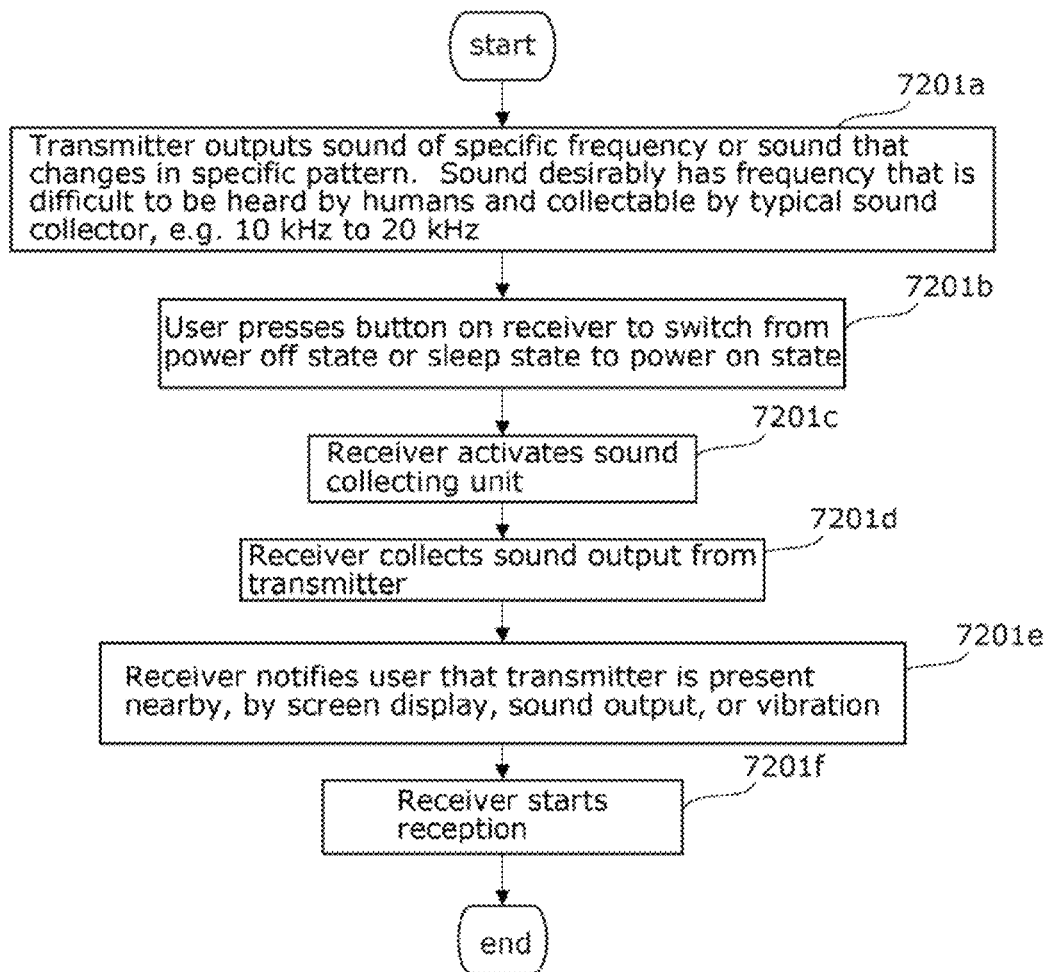 start
7201a
Transmitter outputs sound of specific frequency or sound that
changes in specific pattern. Sound desirably has frequency that is
difficult to be heard by humans and collectable by typical sound
collector, e.g. 10 kHz to 20 kHz
7201b
User presses button on receiver to switch from
power off state or sleep state to power on state
7201c
Receiver activates sound
collecting unit
7201d
Receiver collects sound output from
transmitter
7201e
Receiver notifies user that transmitter is present
nearby, by screen display, sound output, or vibration
7201f
Receiver starts
reception
end